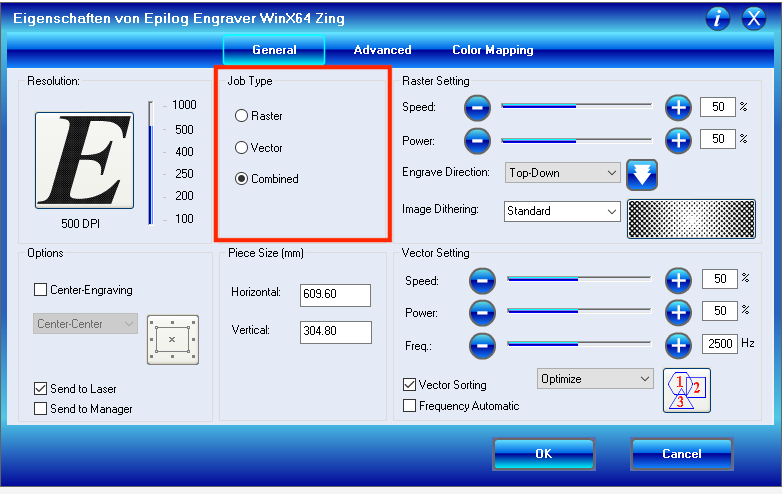 Eigenschaften von Epilog Engraver WinX64 Zing
i X
General Advanced Color Mapping
Resolution:
E
1000
500
400
250
200
100
500 DPI
Job Type
Raster
Vector
Combined
Raster Setting
Speed: - + 50 %
Power: - + 50 %
Engrave Direction: Top-Down
Image Dithering: Standard
Options
Center-Engraving
Center-Center
Send to Laser
Send to Manager
Piece Size (mm)
Horizontal: 609.60
Vertical: 304.80
Vector Setting
Speed: - + 50 %
Power: - + 50 %
Freq.: - + 2500 Hz
Vector Sorting Optimize
1 2
3
Frequency Automatic
OK Cancel